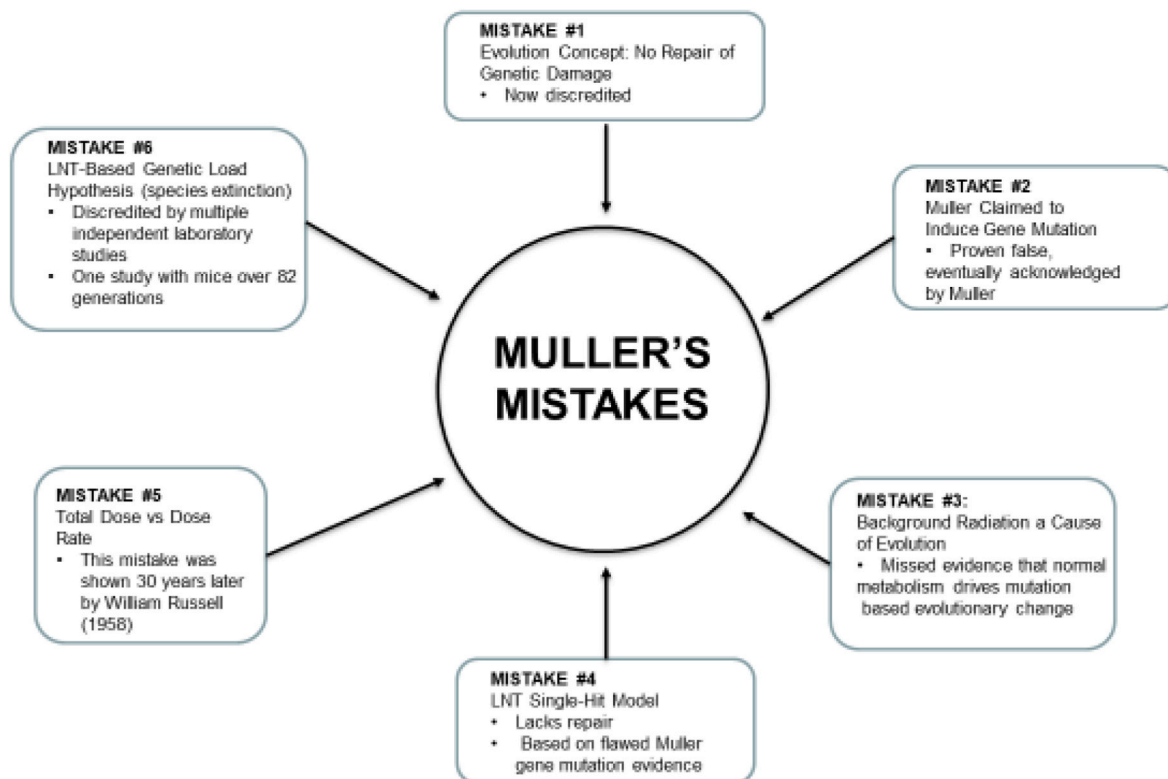 MISTAKE #1
Evolution Concept: No Repair of
Genetic Damage
• Now discredited
MISTAKE #2
Muller Claimed to
Induce Gene Mutation
• Proven false,
eventually acknowledged
by Muller
MISTAKE #3:
Background Radiation a Cause
of Evolution
• Missed evidence that normal
metabolism drives mutation
based evolutionary change
MISTAKE #4
LNT Single-Hit Model
• Lacks repair
• Based on flawed Muller
gene mutation evidence
MISTAKE #5
Total Dose vs Dose
Rate
• This mistake was
shown 30 years later
by William Russell
(1958)
MISTAKE #6
LNT-Based Genetic Load
Hypothesis (species extinction)
• Discredited by multiple
independent laboratory
studies
• One study with mice over 82
generations
MULLER'S
MISTAKES